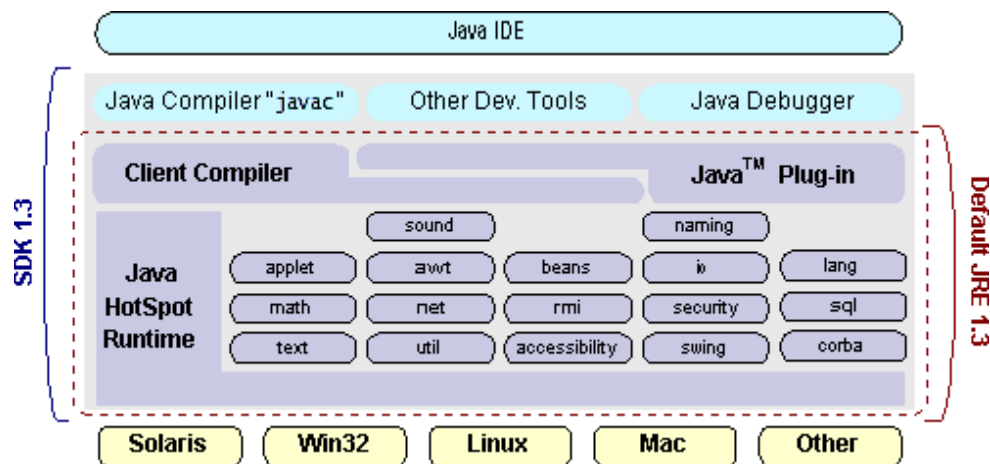 Java IDE
Java Compiler "javac"
Other Dev. Tools
Java Debugger
SDK 1.3
Default JRE 1.3
Client Compiler
Java™ Plug-in
Java
HotSpot
Runtime
sound
naming
applet
awt
beans
io
lang
math
net
rmi
security
sql
text
util
accessibility
swing
corba
Solaris
Win32
Linux
Mac
Other